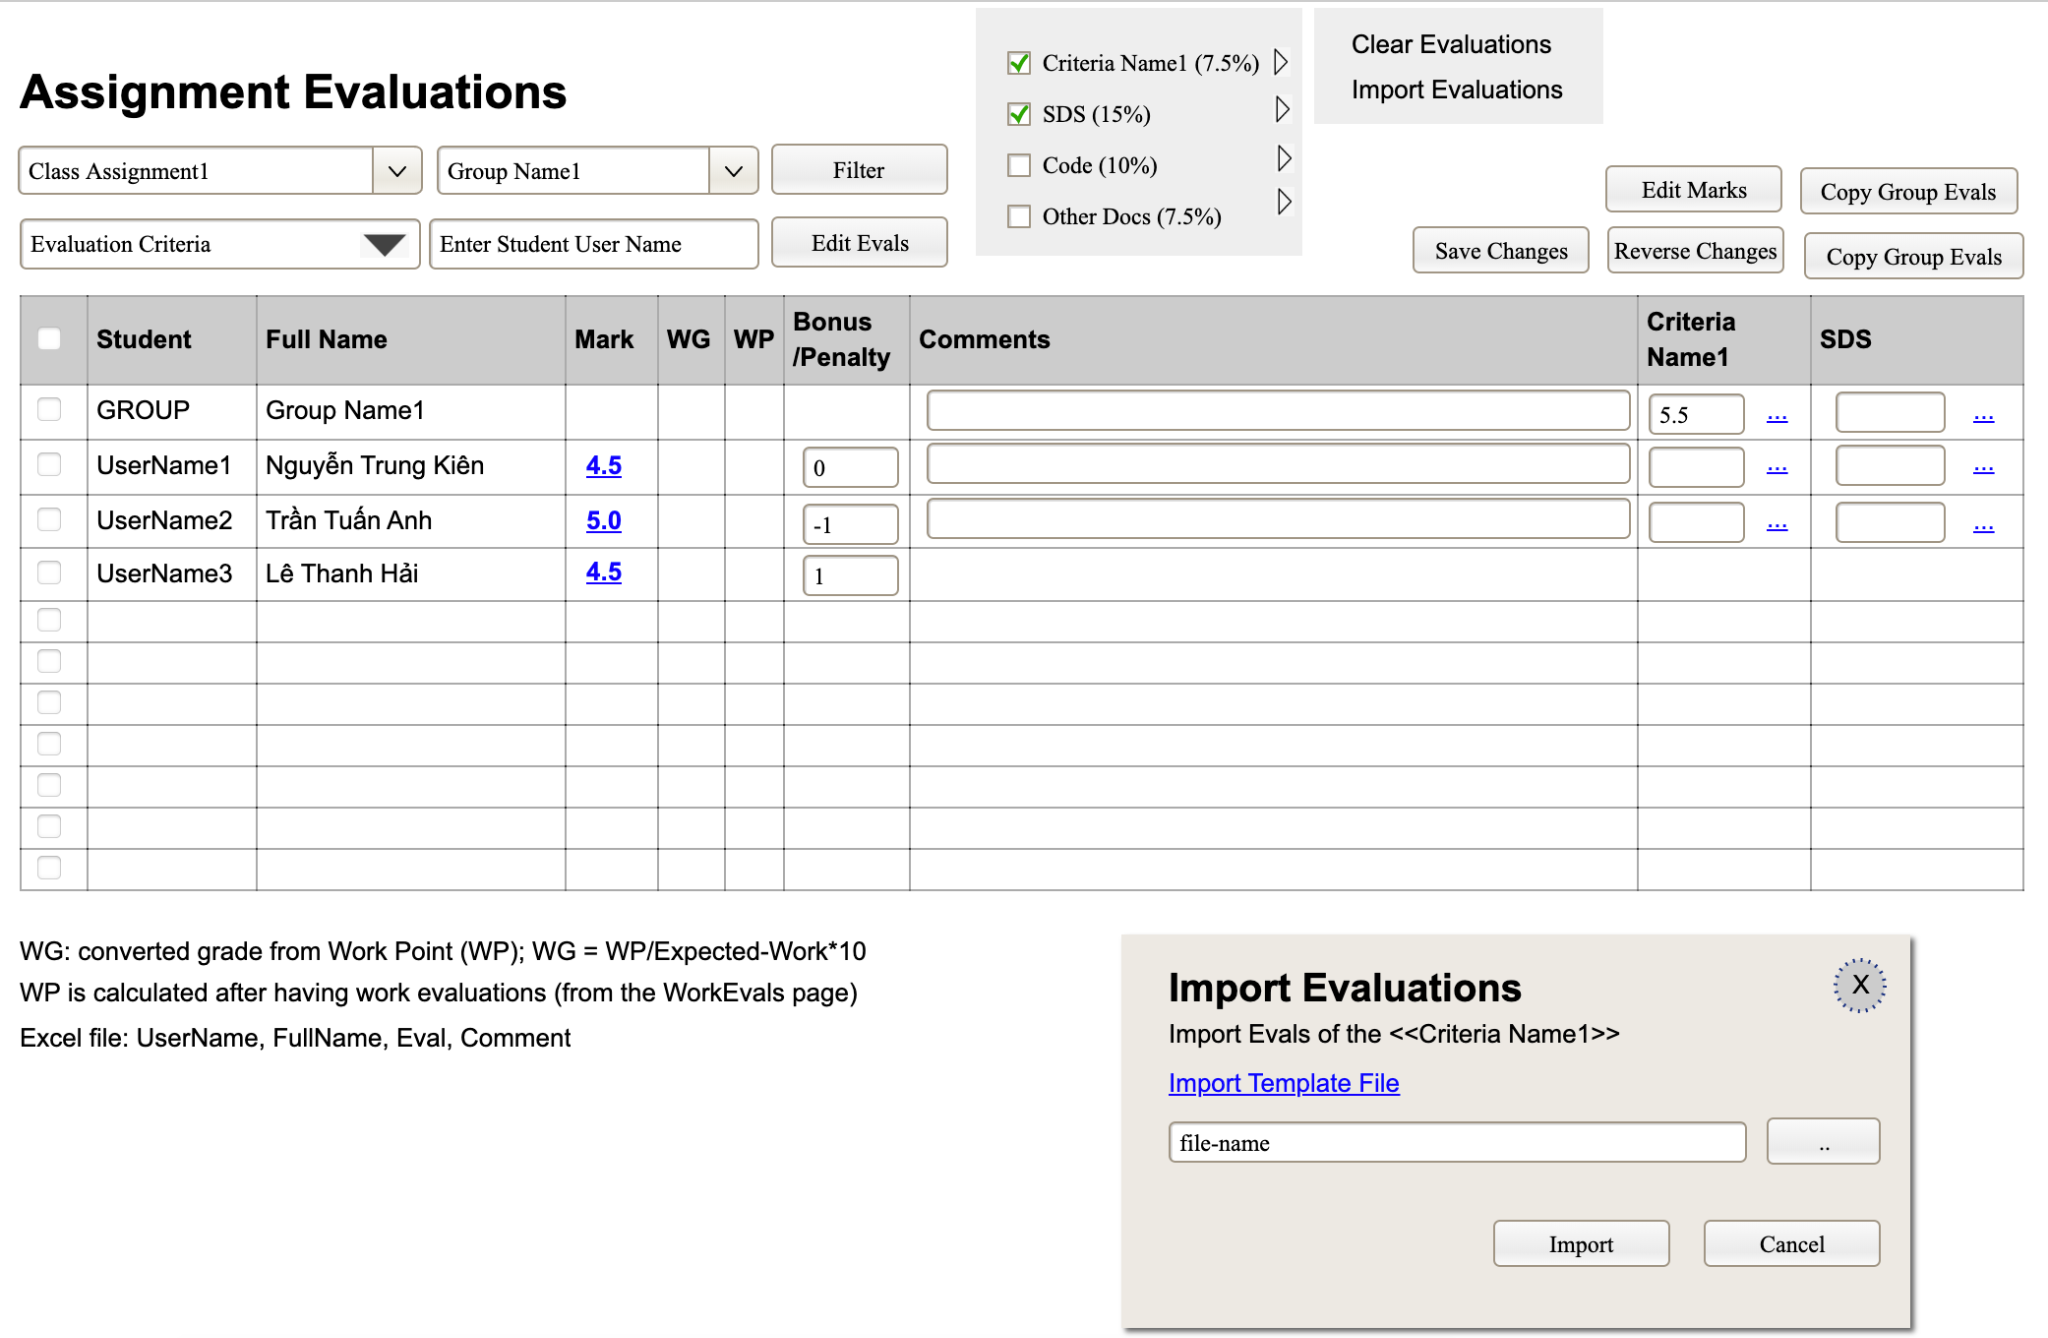 Assignment Evaluations
Criteria Name1 (7.5%)
SDS (15%)
Code (10%)
Other Docs (7.5%)
Clear Evaluations
Import Evaluations
Class Assignment1
Group Name1
Filter
Evaluation Criteria
Enter Student User Name
Edit Evals
Edit Marks
Copy Group Evals
Save Changes
Reverse Changes
Copy Group Evals
Student Full Name Mark WG WP Bonus /Penalty Comments Criteria Name1 SDS
GROUP Group Name1 5.5 ... ...
UserName1 Nguyễn Trung Kiên 4.5 0 ... ...
UserName2 Trần Tuấn Anh 5.0 -1 ... ...
UserName3 Lê Thanh Hải 4.5 1
WG: converted grade from Work Point (WP); WG = WP/Expected-Work*10
WP is calculated after having work evaluations (from the WorkEvals page)
Excel file: UserName, FullName, Eval, Comment
Import Evaluations
X
Import Evals of the <<Criteria Name1>>
Import Template File
file-name
..
Import
Cancel